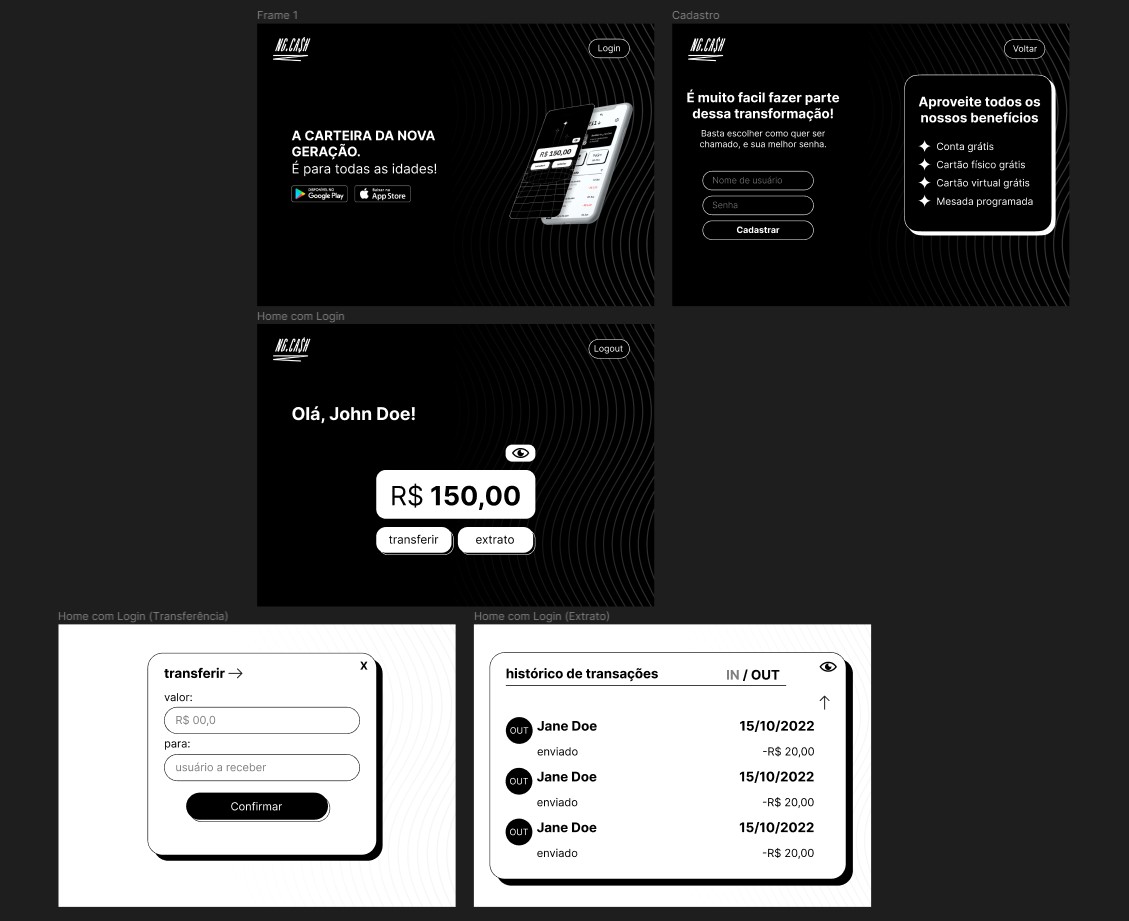 Frame 1
NG.CA$H
Login
A CARTEIRA DA NOVA
GERAÇÃO.
É para todas as idades!
DISPONÍVEL NO
Google Play
Baixar na
App Store
R$ 150,00
Cadastro
NG.CA$H
Voltar
É muito facil fazer parte
dessa transformação!
Basta escolher como quer ser
chamado, e sua melhor senha.
Nome de usuário
Senha
Cadastrar
Aproveite todos os
nossos benefícios
Conta grátis
Cartão físico grátis
Cartão virtual grátis
Mesada programada
Home com Login
NG.CA$H
Logout
Olá, John Doe!
R$ 150,00
transferir
extrato
Home com Login (Transferência)
X
transferir
valor:
R$ 00,0
para:
usuário a receber
Confirmar
Home com Login (Extrato)
histórico de transações
IN / OUT
OUT Jane Doe 15/10/2022
enviado -R$ 20,00
OUT Jane Doe 15/10/2022
enviado -R$ 20,00
OUT Jane Doe 15/10/2022
enviado -R$ 20,00